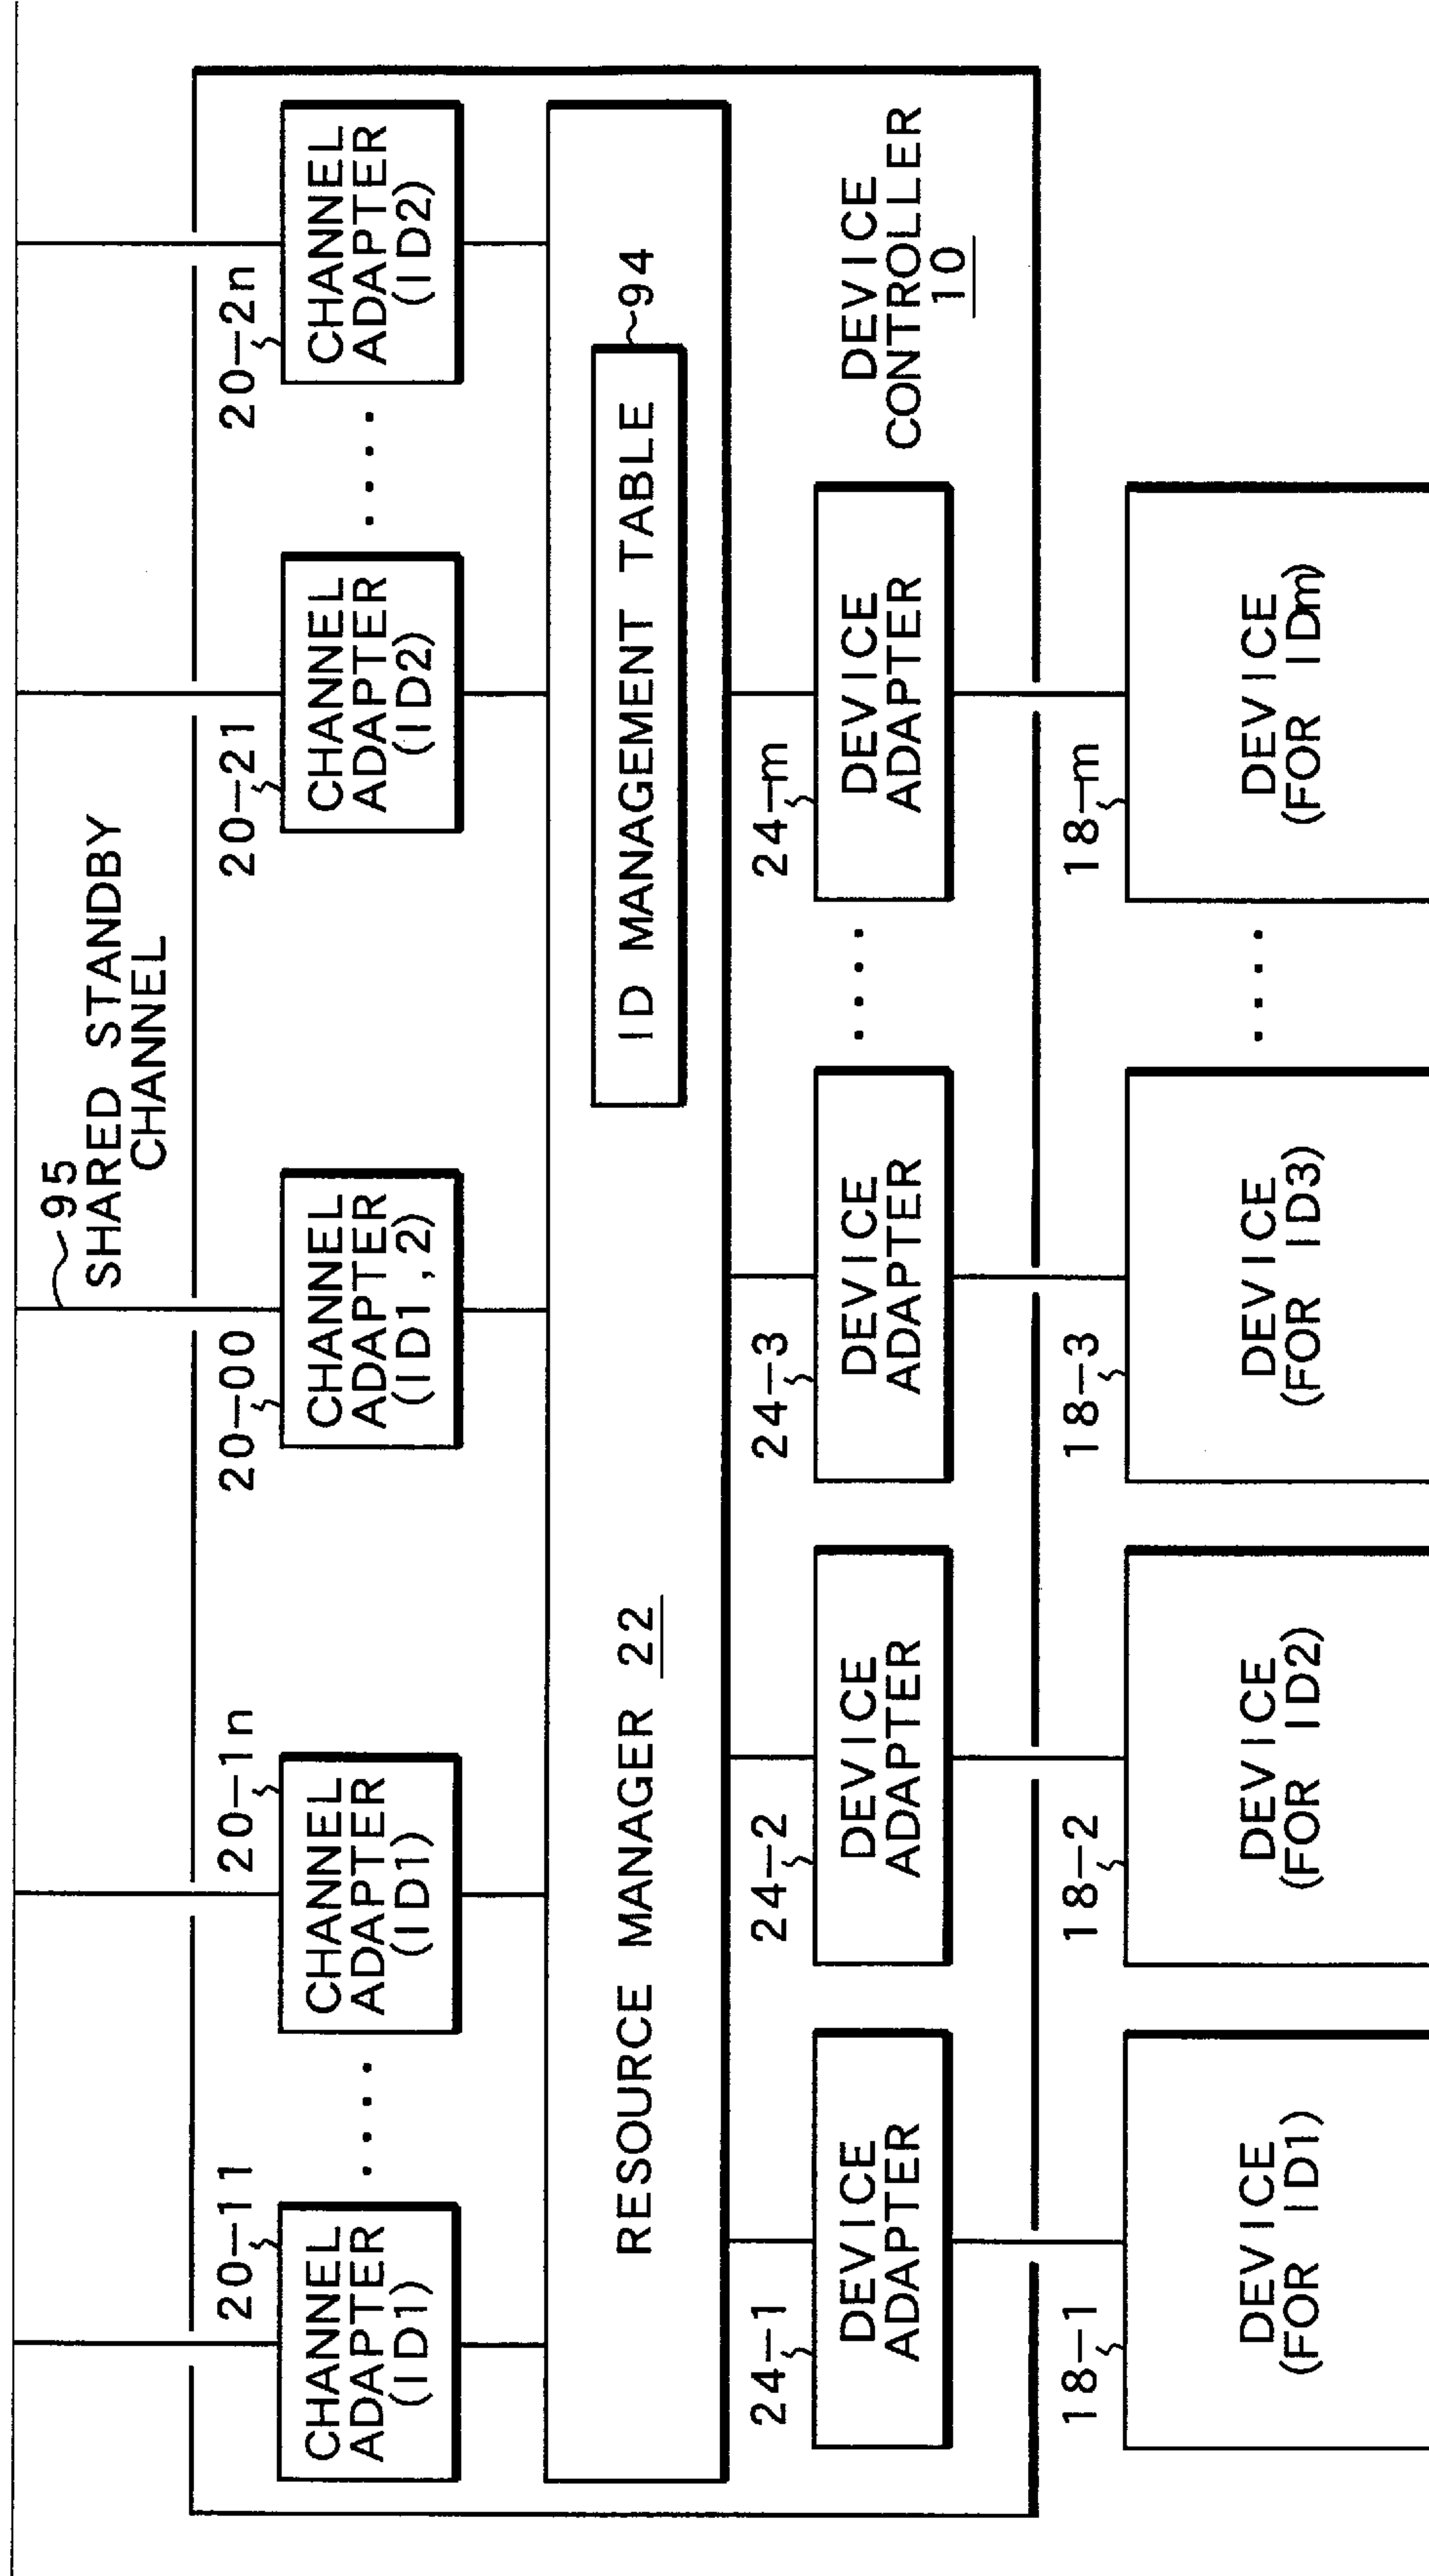 95
SHARED STANDBY
CHANNEL
20-11
20-1n
20-00
20-21
20-2n
CHANNEL
ADAPTER
(ID1)
CHANNEL
ADAPTER
(ID1)
CHANNEL
ADAPTER
(ID1,2)
CHANNEL
ADAPTER
(ID2)
CHANNEL
ADAPTER
(ID2)
RESOURCE MANAGER 22
ID MANAGEMENT TABLE
94
24-1
24-2
24-3
24-m
DEVICE
ADAPTER
DEVICE
ADAPTER
DEVICE
ADAPTER
DEVICE
ADAPTER
DEVICE
CONTROLLER
10
18-1
18-2
18-3
18-m
DEVICE
(FOR ID1)
DEVICE
(FOR ID2)
DEVICE
(FOR ID3)
DEVICE
(FOR IDm)